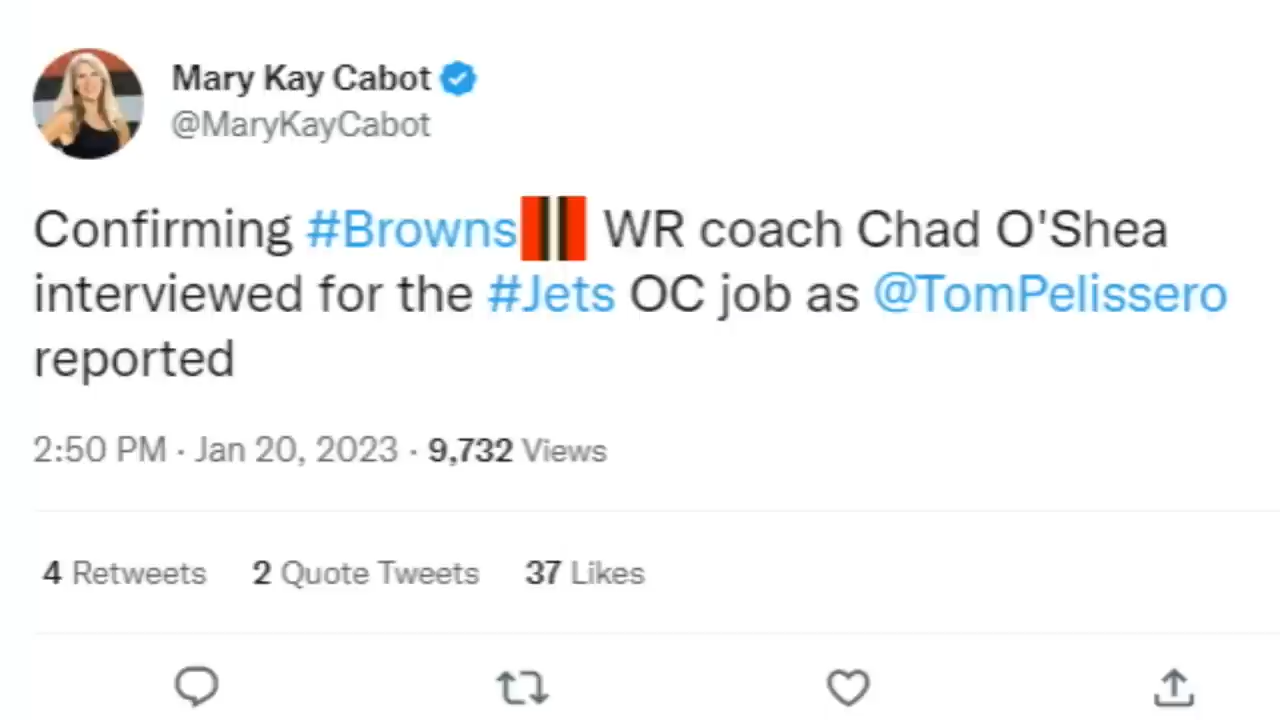 Mary Kay Cabot
@MaryKayCabot
Confirming #Browns WR coach Chad O'Shea
interviewed for the #Jets OC job as @TomPelissero
reported
2:50 PM · Jan 20, 2023 · 9,732 Views
4 Retweets 2 Quote Tweets 37 Likes